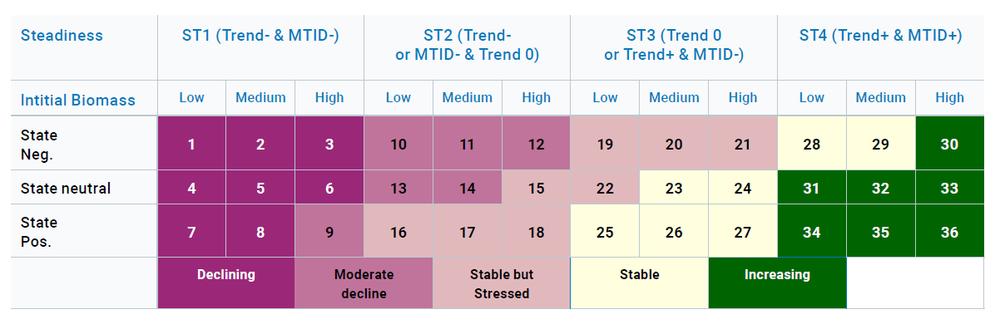 Steadiness ST1 (Trend- & MTID-) ST2 (Trend- ST3 (Trend 0 ST4 (Trend+ & MTID+)
or MTID- & Trend 0) or Trend+ & MTID-)
Intitial Biomass Low Medium High Low Medium High Low Medium High Low Medium High
State
Neg. 1 2 3 10 11 12 19 20 21 28 29 30
State neutral 4 5 6 13 14 15 22 23 24 31 32 33
State
Pos. 7 8 9 16 17 18 25 26 27 34 35 36
Declining Moderate Stable but Stable Increasing
decline Stressed